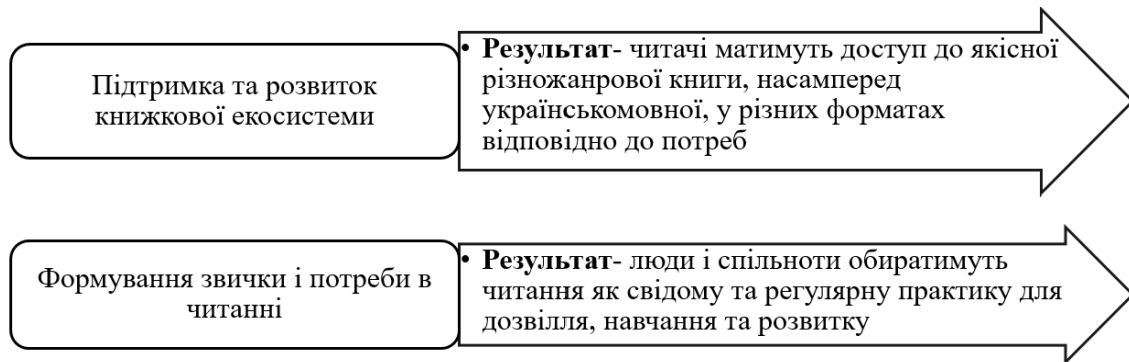 Підтримка та розвиток
книжкової екосистеми
• Результат- читачі матимуть доступ до якісної
різножанрової книги, насамперед
українськомовної, у різних форматах
відповідно до потреб
Формування звички і потреби в
читанні
• Результат- люди і спільноти обиратимуть
читання як свідому та регулярну практику для
дозвілля, навчання та розвитку